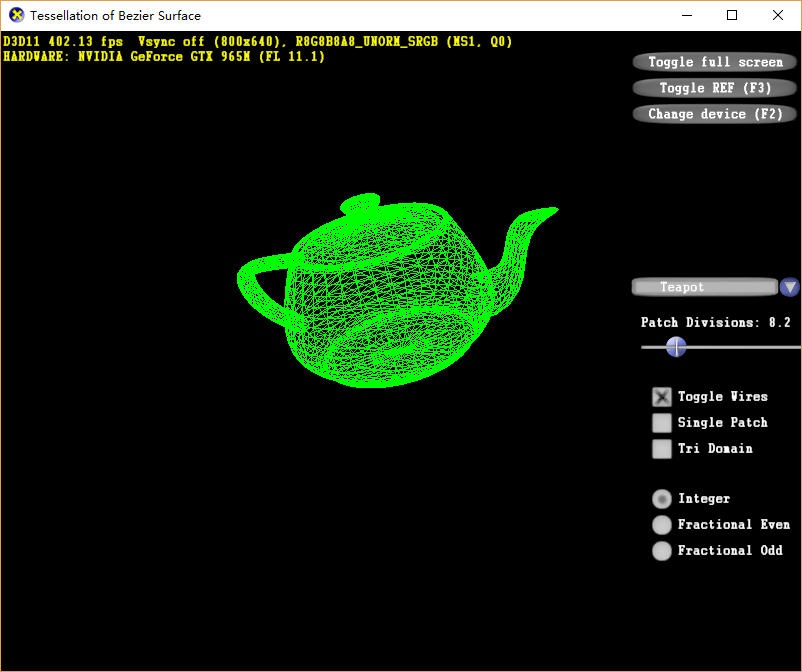 Tessellation of Bezier Surface
D3D11 402.13 fps Vsync off (800x640), R8G8B8A8_UNORM_SRGB (MS1, Q0)
HARDWARE: NVIDIA GeForce GTX 965M (FL 11.1)
Toggle full screen
Toggle REF (F3)
Change device (F2)
Teapot
Patch Divisions: 8.2
Toggle Wires
Single Patch
Tri Domain
Integer
Fractional Even
Fractional Odd